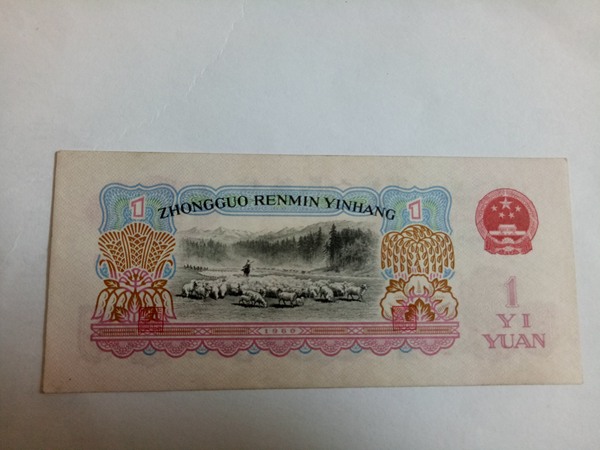 1
ZHONGGUO RENMIN YINHANG
1
1960
1
YI
YUAN